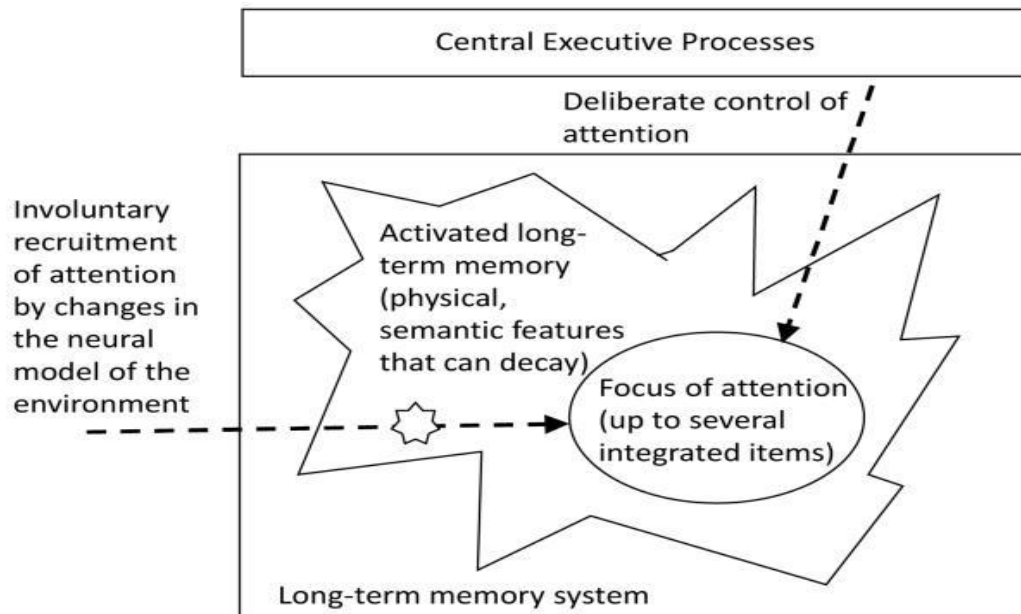 Central Executive Processes
Deliberate control of
attention
Involuntary
recruitment
of attention
by changes in
the neural
model of the
environment
Activated long-
term memory
(physical,
semantic features
that can decay)
Focus of attention
(up to several
integrated items)
Long-term memory system